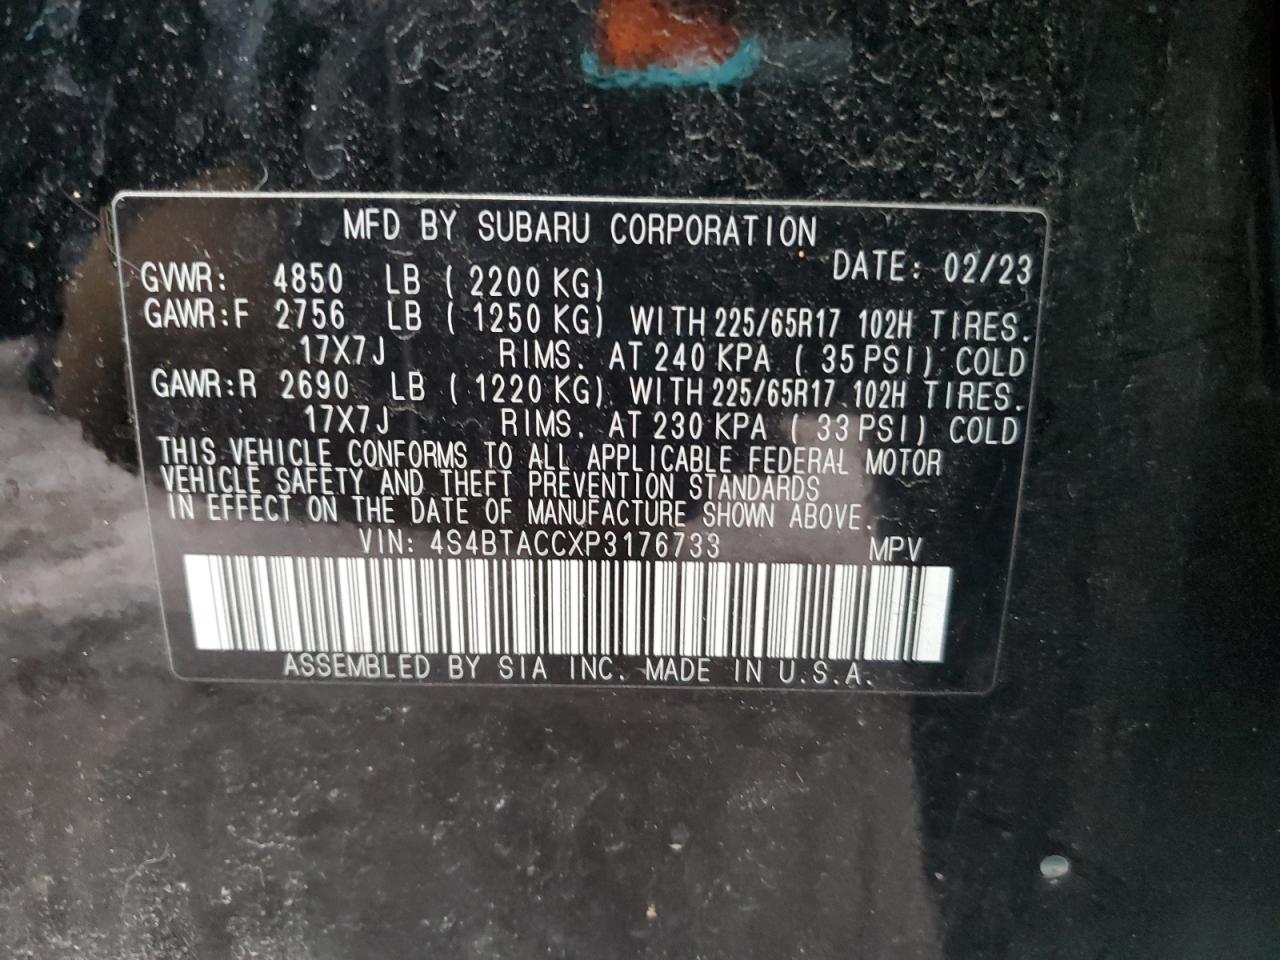 MFD BY SUBARU CORPORATION
DATE: 02/23
GVWR: 4850 LB ( 2200 KG)
GAWR:F 2756 LB ( 1250 KG) WITH 225/65R17 102H TIRES.
17X7J RIMS. AT 240 KPA ( 35 PSI) COLD
GAWR:R 2690 LB ( 1220 KG) WITH 225/65R17 102H TIRES.
17X7J RIMS. AT 230 KPA ( 33 PSI) COLD
THIS VEHICLE CONFORMS TO ALL APPLICABLE FEDERAL MOTOR
VEHICLE SAFETY AND THEFT PREVENTION STANDARDS
IN EFFECT ON THE DATE OF MANUFACTURE SHOWN ABOVE.
VIN: 4S4BTACCXP3176733 MPV
ASSEMBLED BY SIA INC. MADE IN U.S.A.